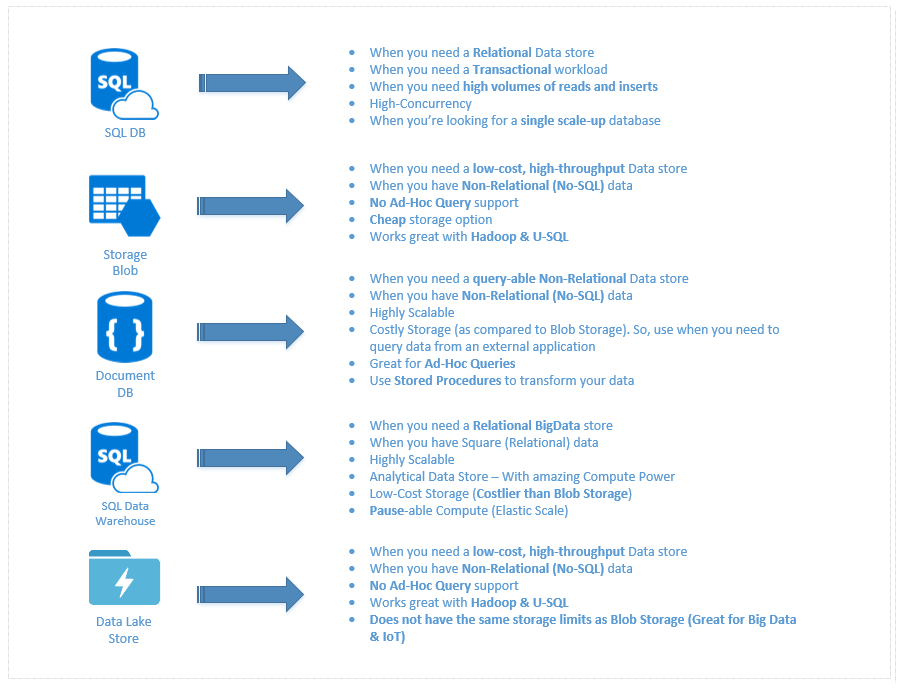 SQL
SQL DB
• When you need a Relational Data store
• When you need a Transactional workload
• When you need high volumes of reads and inserts
• High-Concurrency
• When you’re looking for a single scale-up database
Storage
Blob
• When you need a low-cost, high-throughput Data store
• When you have Non-Relational (No-SQL) data
• No Ad-Hoc Query support
• Cheap storage option
• Works great with Hadoop & U-SQL
{ }
Document
DB
• When you need a query-able Non-Relational Data store
• When you have Non-Relational (No-SQL) data
• Highly Scalable
• Costly Storage (as compared to Blob Storage). So, use when you need to
query data from an external application
• Great for Ad-Hoc Queries
• Use Stored Procedures to transform your data
SQL
SQL Data
Warehouse
• When you need a Relational BigData store
• When you have Square (Relational) data
• Highly Scalable
• Analytical Data Store – With amazing Compute Power
• Low-Cost Storage (Costlier than Blob Storage)
• Pause-able Compute (Elastic Scale)
Data Lake
Store
• When you need a low-cost, high-throughput Data store
• When you have Non-Relational (No-SQL) data
• No Ad-Hoc Query support
• Works great with Hadoop & U-SQL
• Does not have the same storage limits as Blob Storage (Great for Big Data
& IoT)